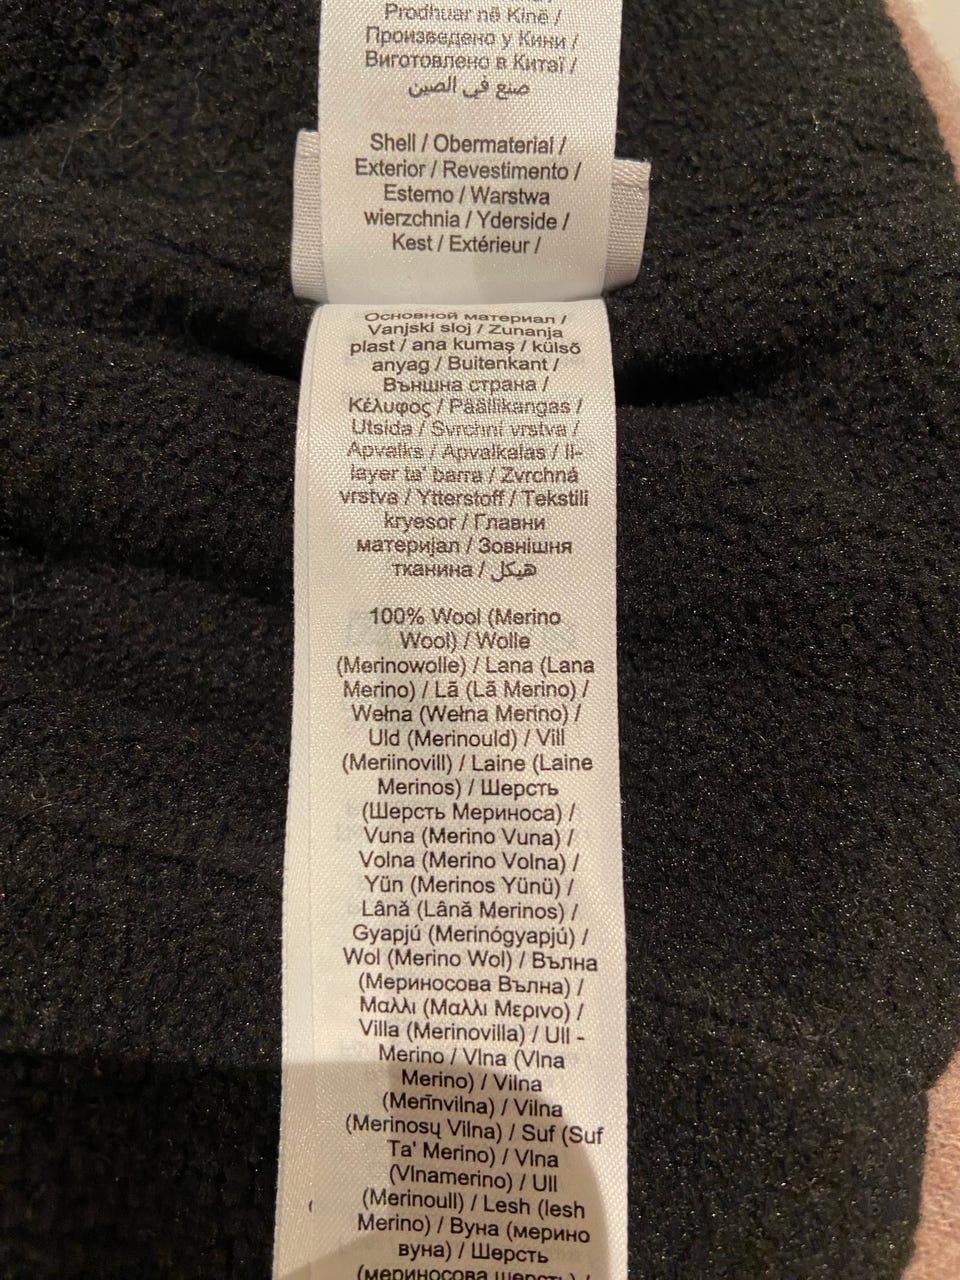 Prodhuar në Kinë /
Произведено у Кини /
Виготовлено в Китаї /
صنع في الصين
Shell / Obermaterial /
Exterior / Revestimento /
Esterno / Warstwa
wierzchnia / Yderside /
Kest / Extérieur /
Основной материал /
Vanjski sloj / Zunanja
plast / ana kumaş / külső
anyag / Buitenkant /
Външна страна /
Κέλυφος / Päällikangas /
Utsida / Svrchní vrstva /
Apvalks / Apvalkalas / Il-
layer ta' barra / Zvrchná
vrstva / Ytterstoff / Tekstili
kryesor / Главни
материјал / Зовнішня
тканина / هيكل
100% Wool (Merino
Wool) / Wolle
(Merinowolle) / Lana (Lana
Merino) / Lã (Lã Merino) /
Wełna (Wełna Merino) /
Uld (Merinould) / Vill
(Meriinovill) / Laine (Laine
Merinos) / Шерсть
(Шерсть Мериноса) /
Vuna (Merino Vuna) /
Volna (Merino Volna) /
Yün (Merinos Yünü) /
Lână (Lână Merinos) /
Gyapjú (Merinógyapjú) /
Wol (Merino Wol) / Вълна
(Мериносова Вълна) /
Μαλλι (Μαλλι Μερινο) /
Villa (Merinovilla) / Ull -
Merino / Vlna (Vlna
Merino) / Vilna
(Merīnvilna) / Vilna
(Merinosų Vilna) / Suf (Suf
Ta' Merino) / Vlna
(Vlnamerino) / Ull
(Merinoull) / Lesh (lesh
Merino) / Вуна (мерино
вуна) / Шерсть
(мериносова шерсть) /